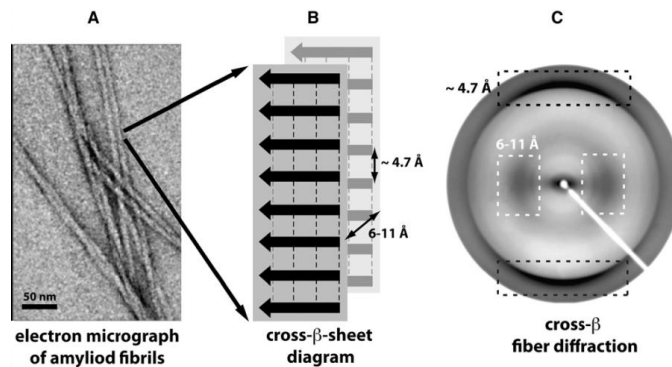 A
B
C
50 nm
electron micrograph
of amyliod fibrils
~ 4.7 Å
6-11 Å
cross-β-sheet
diagram
~ 4.7 Å
6-11 Å
cross-β
fiber diffraction